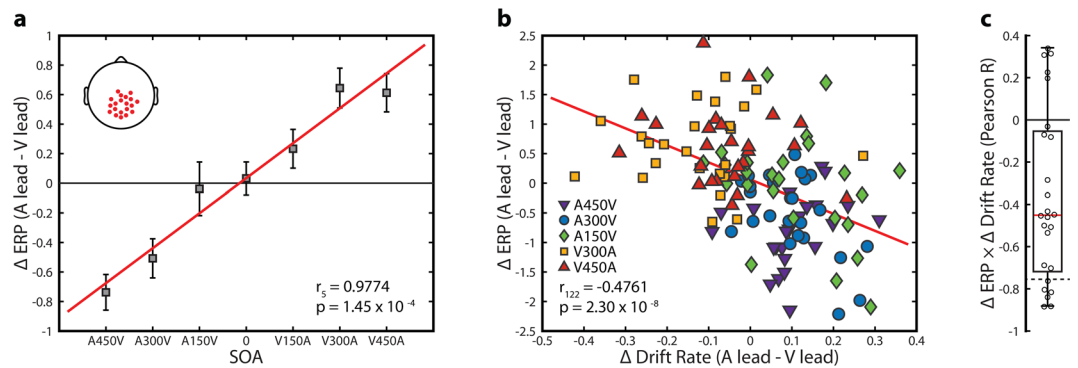 a
Δ ERP (A lead - V lead)
1
0.8
0.6
0.4
0.2
0
-0.2
-0.4
-0.6
-0.8
-1
r5 = 0.9774
p = 1.45 x 10 -4
A450V A300V A150V 0 V150A V300A V450A
SOA
b
Δ ERP (A lead - V lead)
2.5
2
1.5
1
0.5
0
-0.5
-1
-1.5
-2
-2.5
A450V
A300V
A150V
V300A
V450A
r122 = -0.4761
p = 2.30 x 10 -8
-0.5 -0.4 -0.3 -0.2 -0.1 0 0.1 0.2 0.3 0.4
Δ Drift Rate (A lead - V lead)
c
Δ ERP × Δ Drift Rate (Pearson R)
0.4
0.2
0
-0.2
-0.4
-0.6
-0.8
-1